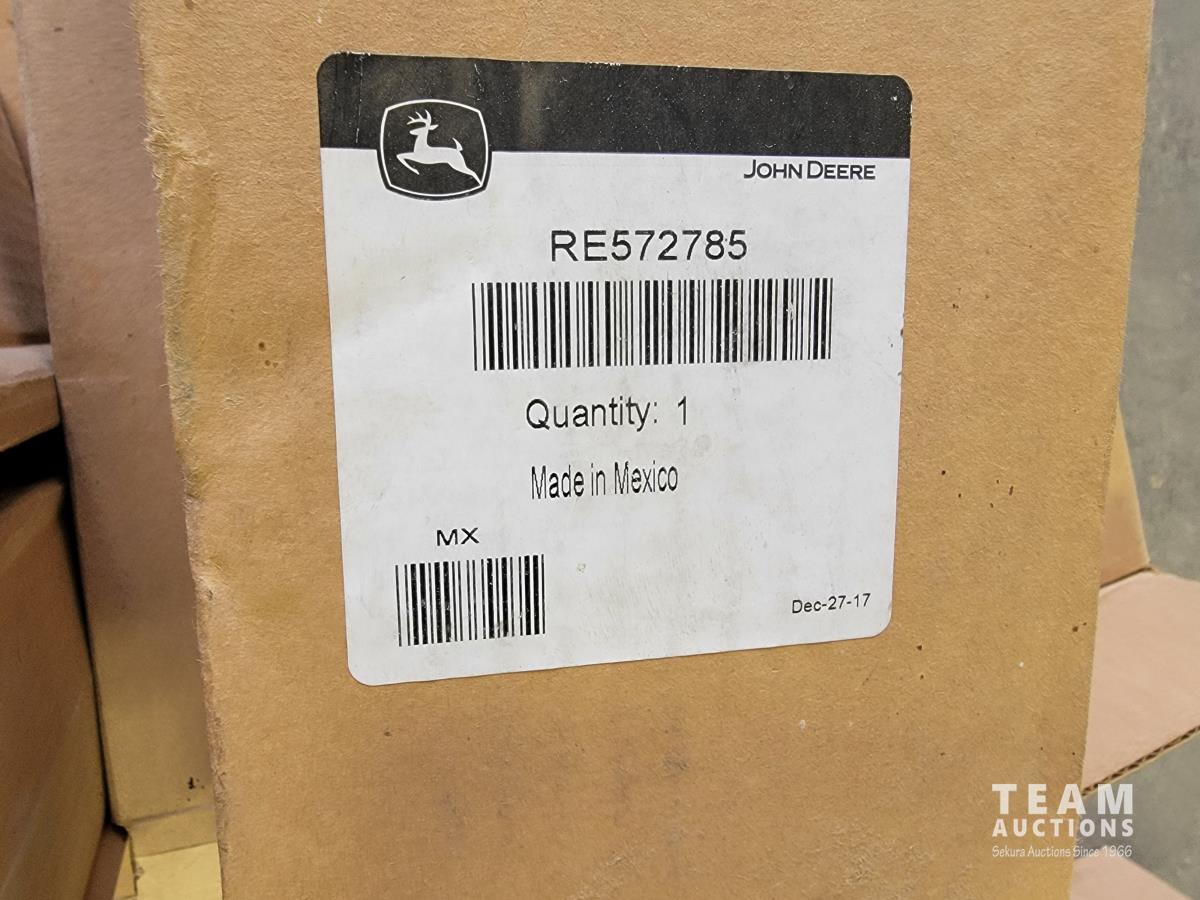 JOHN DEERE
RE572785
Quantity: 1
Made in Mexico
MX
Dec-27-17
TEAM
AUCTIONS
Sekura Auctions Since 1966